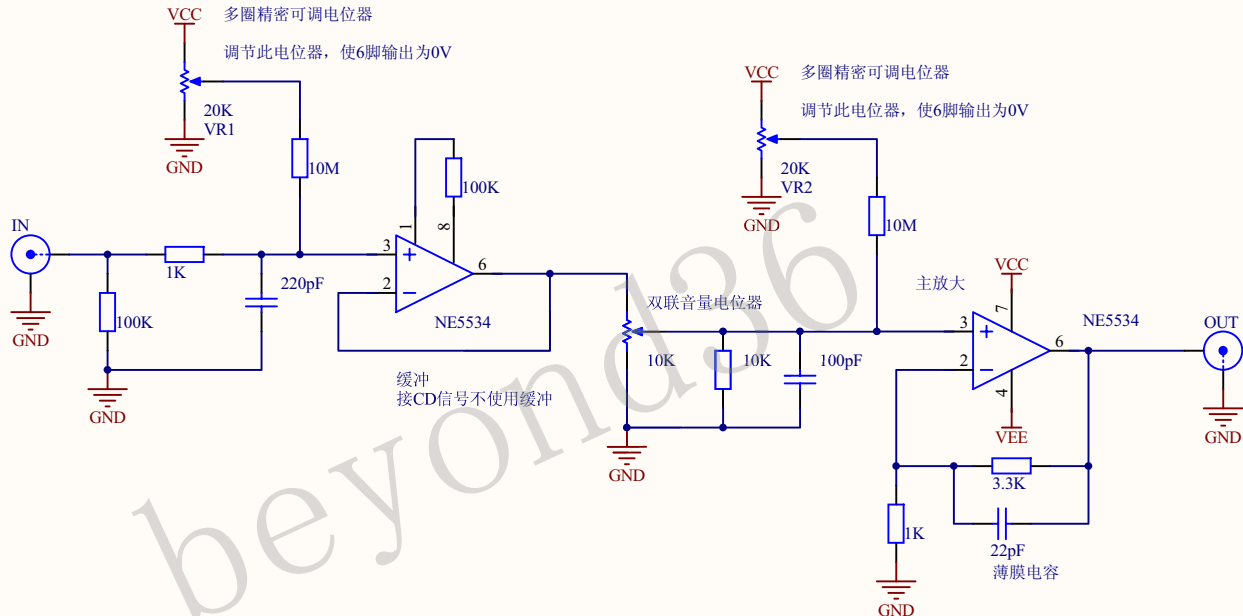 VCC
多圈精密可调电位器
调节此电位器，使6脚输出为0V
20K
VR1
GND
10M
100K
1
8
IN
1K
220pF
100K
GND
GND
3
2
6
NE5534
缓冲
接CD信号不使用缓冲
VCC
多圈精密可调电位器
调节此电位器，使6脚输出为0V
20K
VR2
GND
10M
双联音量电位器
10K
10K
100pF
GND
主放大
VCC
7
3
2
6
4
NE5534
VEE
OUT
GND
3.3K
1K
22pF
薄膜电容
GND
beyond36